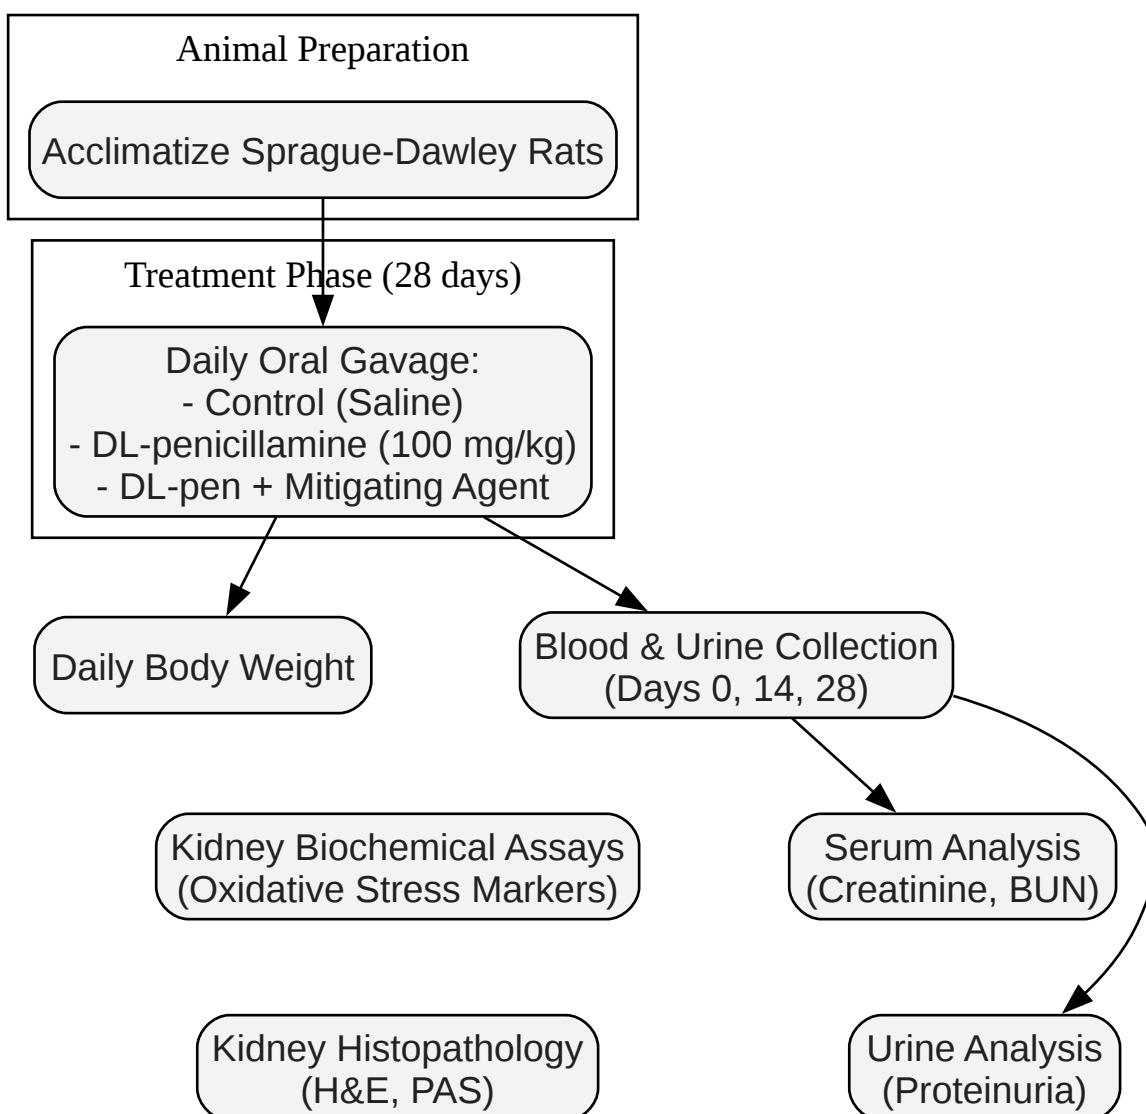 Animal Preparation
Acclimatize Sprague-Dawley Rats
Treatment Phase (28 days)
Daily Oral Gavage:
- Control (Saline)
- DL-penicillamine (100 mg/kg)
- DL-pen + Mitigating Agent
Daily Body Weight
Blood & Urine Collection
(Days 0, 14, 28)
Kidney Biochemical Assays
(Oxidative Stress Markers)
Serum Analysis
(Creatinine, BUN)
Kidney Histopathology
(H&E, PAS)
Urine Analysis
(Proteinuria)